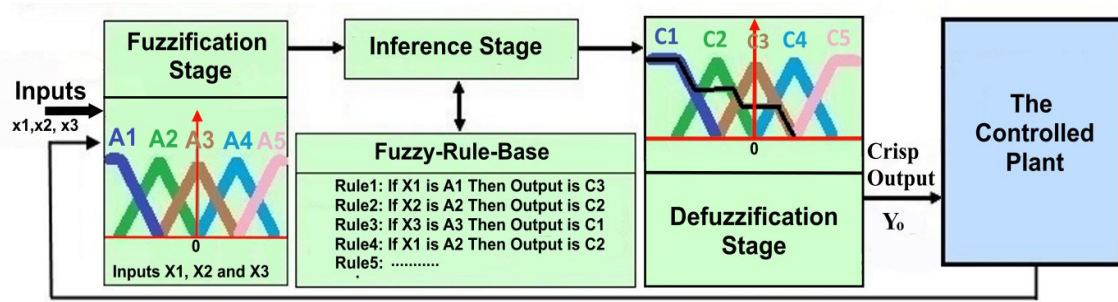 Inputs
x1,x2, x3
Fuzzification
Stage
A1 A2 A3 A4 A5
0
Inputs X1, X2 and X3
Inference Stage
Fuzzy-Rule-Base
Rule1: If X1 is A1 Then Output is C3
Rule2: If X2 is A2 Then Output is C2
Rule3: If X3 is A3 Then Output is C1
Rule4: If X1 is A2 Then Output is C2
Rule5: ...........
.
C1 C2 C3 C4 C5
0
Defuzzification
Stage
Crisp
Output
Yo
The
Controlled
Plant